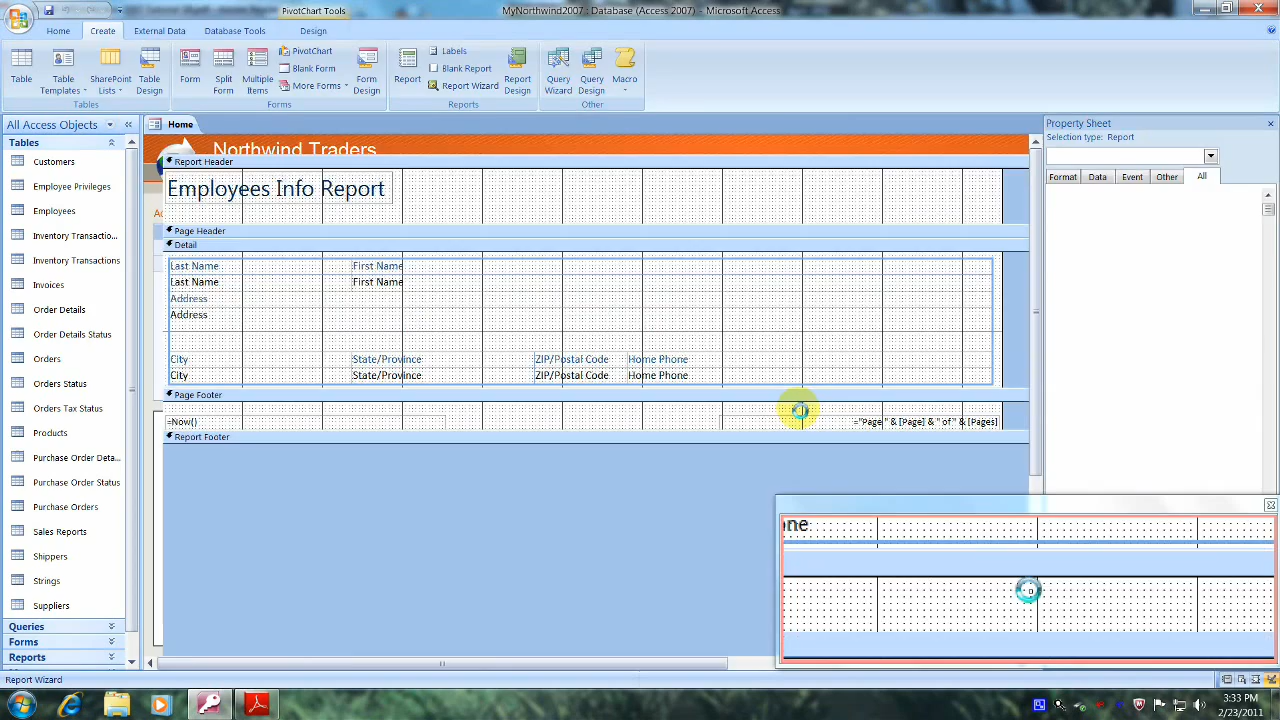 PivotChart Tools
MyNorthwind2007 : Database (Access 2007) - Microsoft Access
Home Create External Data Database Tools Design
Table
Table Templates
SharePoint Lists
Table Design
Tables
Form
Split Form
Multiple Items
PivotChart
Blank Form
More Forms
Form Design
Forms
Report
Labels
Blank Report
Report Wizard
Report Design
Reports
Query Wizard
Query Design
Macro
Other
All Access Objects
Tables
Customers
Employee Privileges
Employees
Inventory Transactio...
Inventory Transactions
Invoices
Order Details
Order Details Status
Orders
Orders Status
Orders Tax Status
Products
Purchase Order Deta...
Purchase Order Status
Purchase Orders
Sales Reports
Shippers
Strings
Suppliers
Queries
Forms
Reports
Home
Northwind Traders
Report Header
Employees Info Report
Page Header
Detail
Last Name First Name
Last Name First Name
Address
Address
City State/Province ZIP/Postal Code Home Phone
City State/Province ZIP/Postal Code Home Phone
Page Footer
=Now() ="Page " & [Page] & " of " & [Pages]
Report Footer
Property Sheet
Selection type: Report
Format Data Event Other All
ne
Report Wizard
3:33 PM
2/23/2011